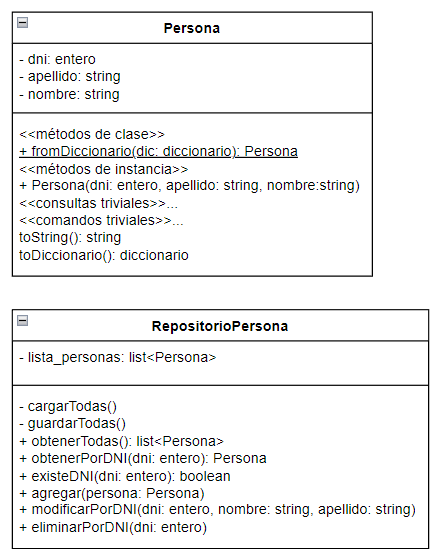 Persona
- dni: entero
- apellido: string
- nombre: string
<<métodos de clase>>
+ fromDiccionario(dic: diccionario): Persona
<<métodos de instancia>>
+ Persona(dni: entero, apellido: string, nombre:string)
<<consultas triviales>>...
<<comandos triviales>>...
toString(): string
toDiccionario(): diccionario
RepositorioPersona
- lista_personas: list<Persona>
- cargarTodas()
- guardarTodas()
+ obtenerTodas(): list<Persona>
+ obtenerPorDNI(dni: entero): Persona
+ existeDNI(dni: entero): boolean
+ agregar(persona: Persona)
+ modificarPorDNI(dni: entero, nombre: string, apellido: string)
+ eliminarPorDNI(dni: entero)